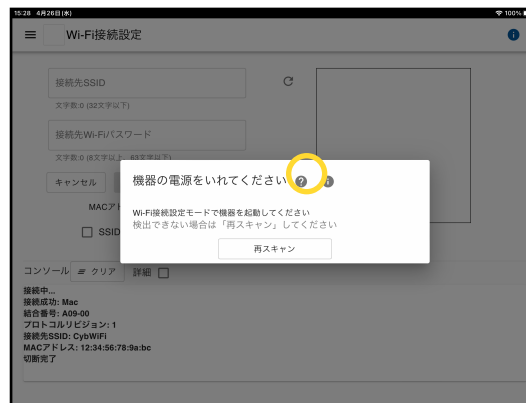 15:28 4月26日(水)
100%
Wi-Fi接続設定
接続先SSID
文字数:0 (32文字以下)
接続先Wi-Fiパスワード
文字数:0 (8文字以上、63文字以下)
キャンセル
機器の電源をいれてください
Wi-Fi接続設定モードで機器を起動してください
検出できない場合は「再スキャン」してください
再スキャン
MACアド
SSID
コンソール クリア 詳細
接続中...
接続成功: Mac
結合番号: A09-00
プロトコルリビジョン: 1
接続先SSID: CybWiFi
MACアドレス: 12:34:56:78:9a:bc
切断完了